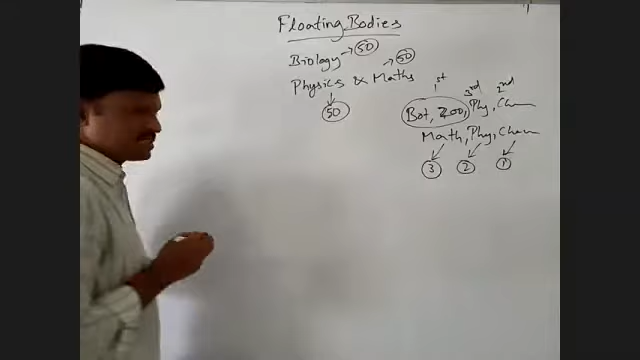 Floating Bodies
Biology → 50
→ 50
Physics & Maths
50
1st 3rd 2nd
Bot, Zoo, Phy, Chem
Math, Phy, Chem
3 2 1